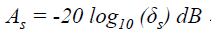 A_s = -20 log_10 (δ_s) dB .